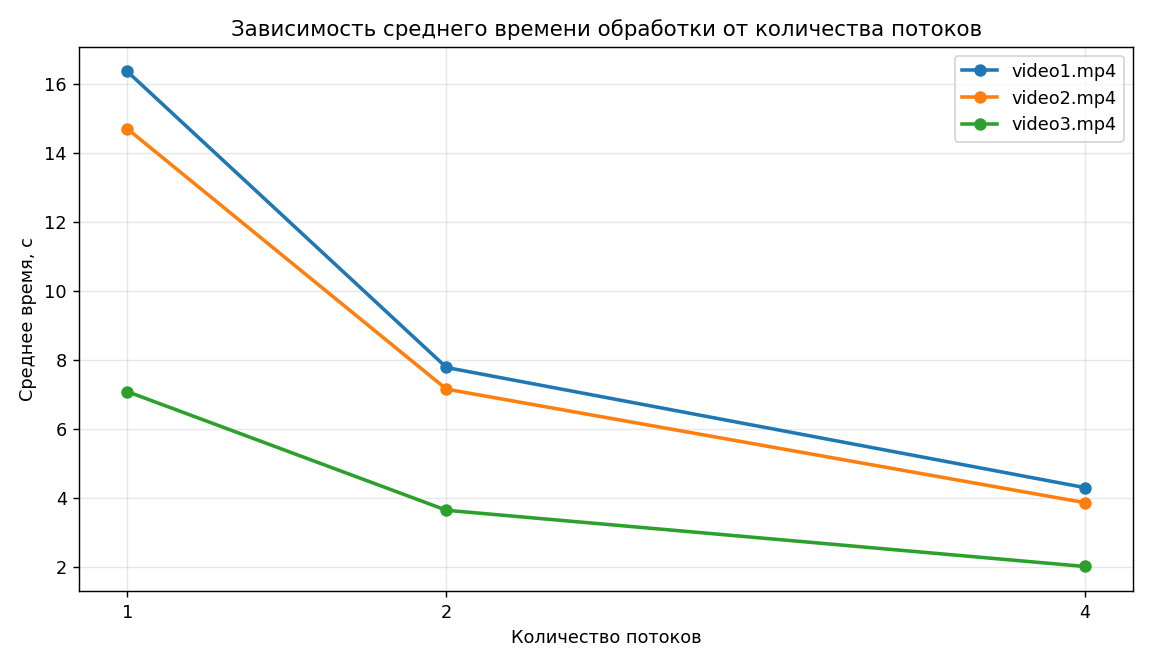 Зависимость среднего времени обработки от количества потоков
video1.mp4
video2.mp4
video3.mp4
Среднее время, с
16
14
12
10
8
6
4
2
1
2
4
Количество потоков